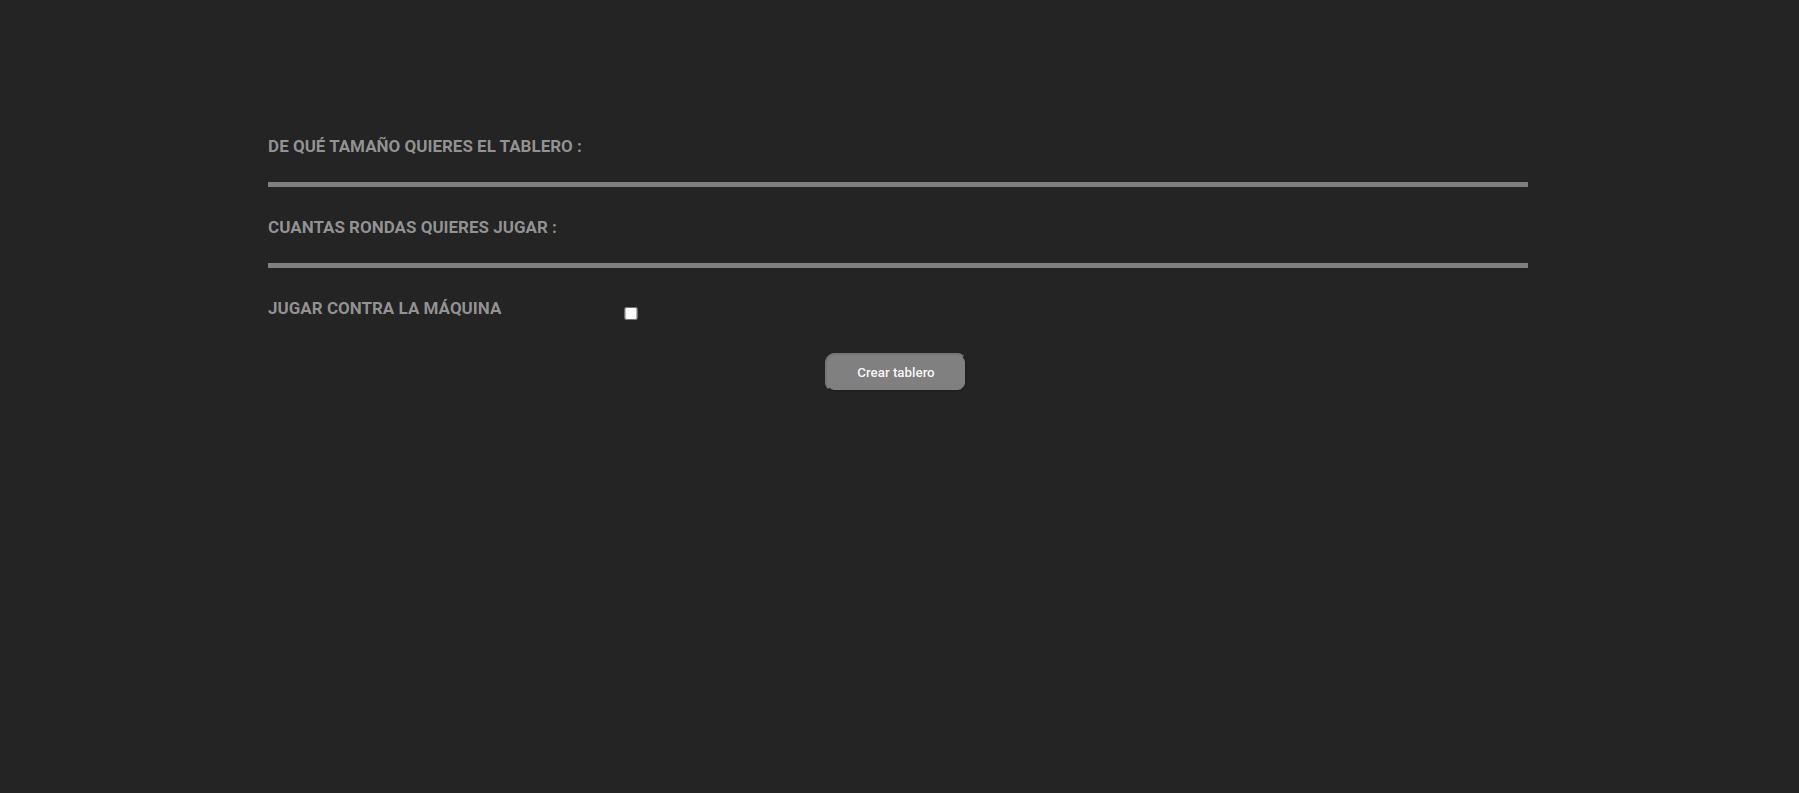 DE QUÉ TAMAÑO QUIERES EL TABLERO :
CUANTAS RONDAS QUIERES JUGAR :
JUGAR CONTRA LA MÁQUINA
Crear tablero